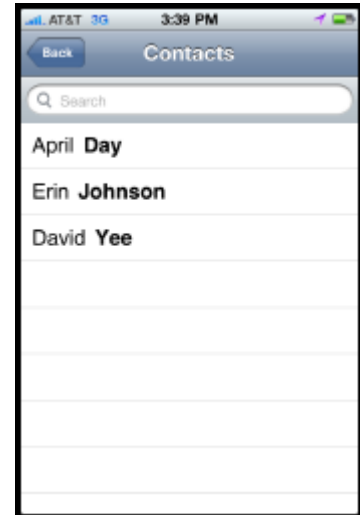 AT&T 3G 3:39 PM
Back Contacts
Search
April Day
Erin Johnson
David Yee